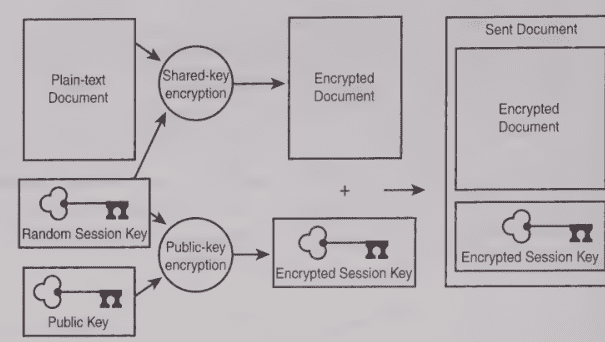 Plain-text
Document
Shared-key
encryption
Encrypted
Document
Sent Document
Encrypted
Document
+
Random Session Key
Public-key
encryption
Encrypted Session Key
Encrypted Session Key
Public Key